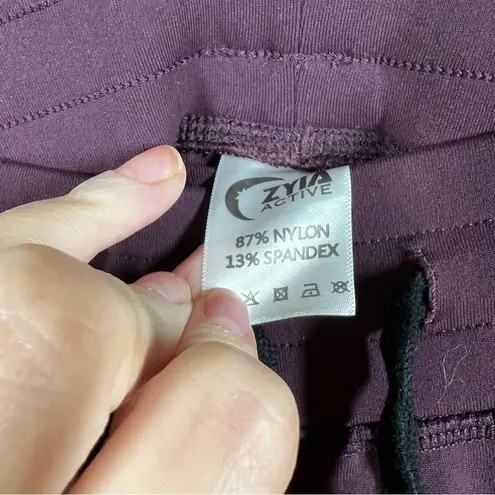 ZYIA
ACTIVE
87% NYLON
13% SPANDEX